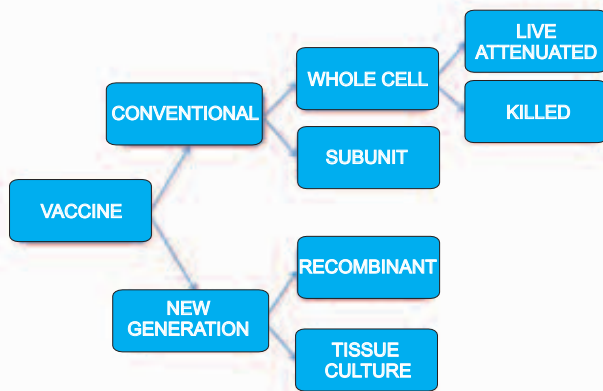 LIVE
ATTENUATED
WHOLE CELL
CONVENTIONAL
KILLED
SUBUNIT
VACCINE
RECOMBINANT
NEW
GENERATION
TISSUE
CULTURE